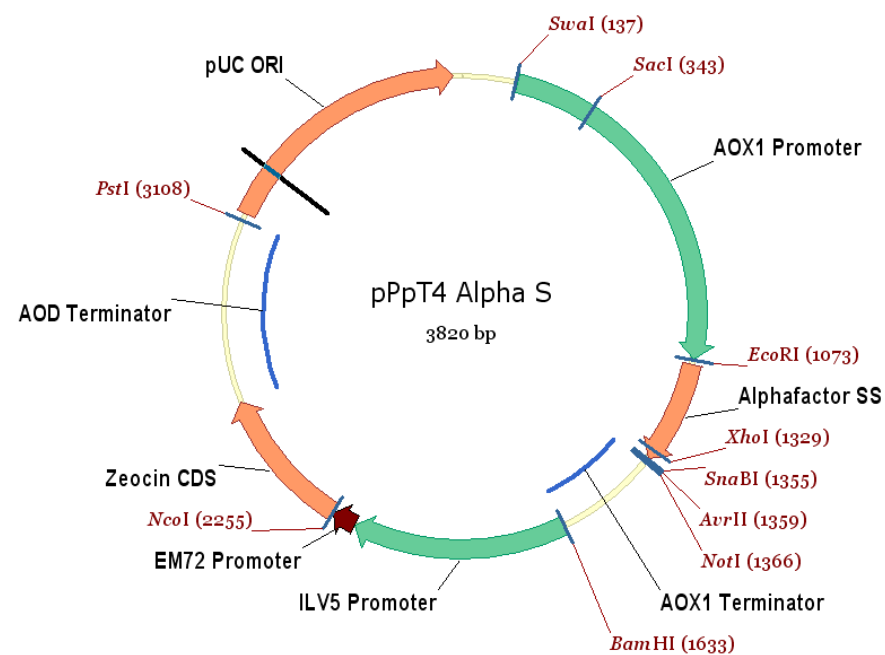 SwaI (137)
pUC ORI
SacI (343)
AOX1 Promoter
PstI (3108)
pPpT4 Alpha S
AOD Terminator
3820 bp
EcoRI (1073)
Alphafactor SS
XhoI (1329)
Zeocin CDS
SnaBI (1355)
NcoI (2255)
AvrII (1359)
EM72 Promoter
NotI (1366)
ILV5 Promoter
AOX1 Terminator
BamHI (1633)